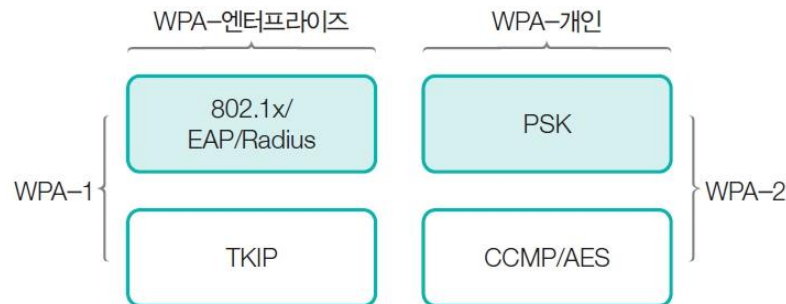 WPA–엔터프라이즈
WPA–개인
802.1x/
EAP/Radius
PSK
WPA–1
WPA–2
TKIP
CCMP/AES